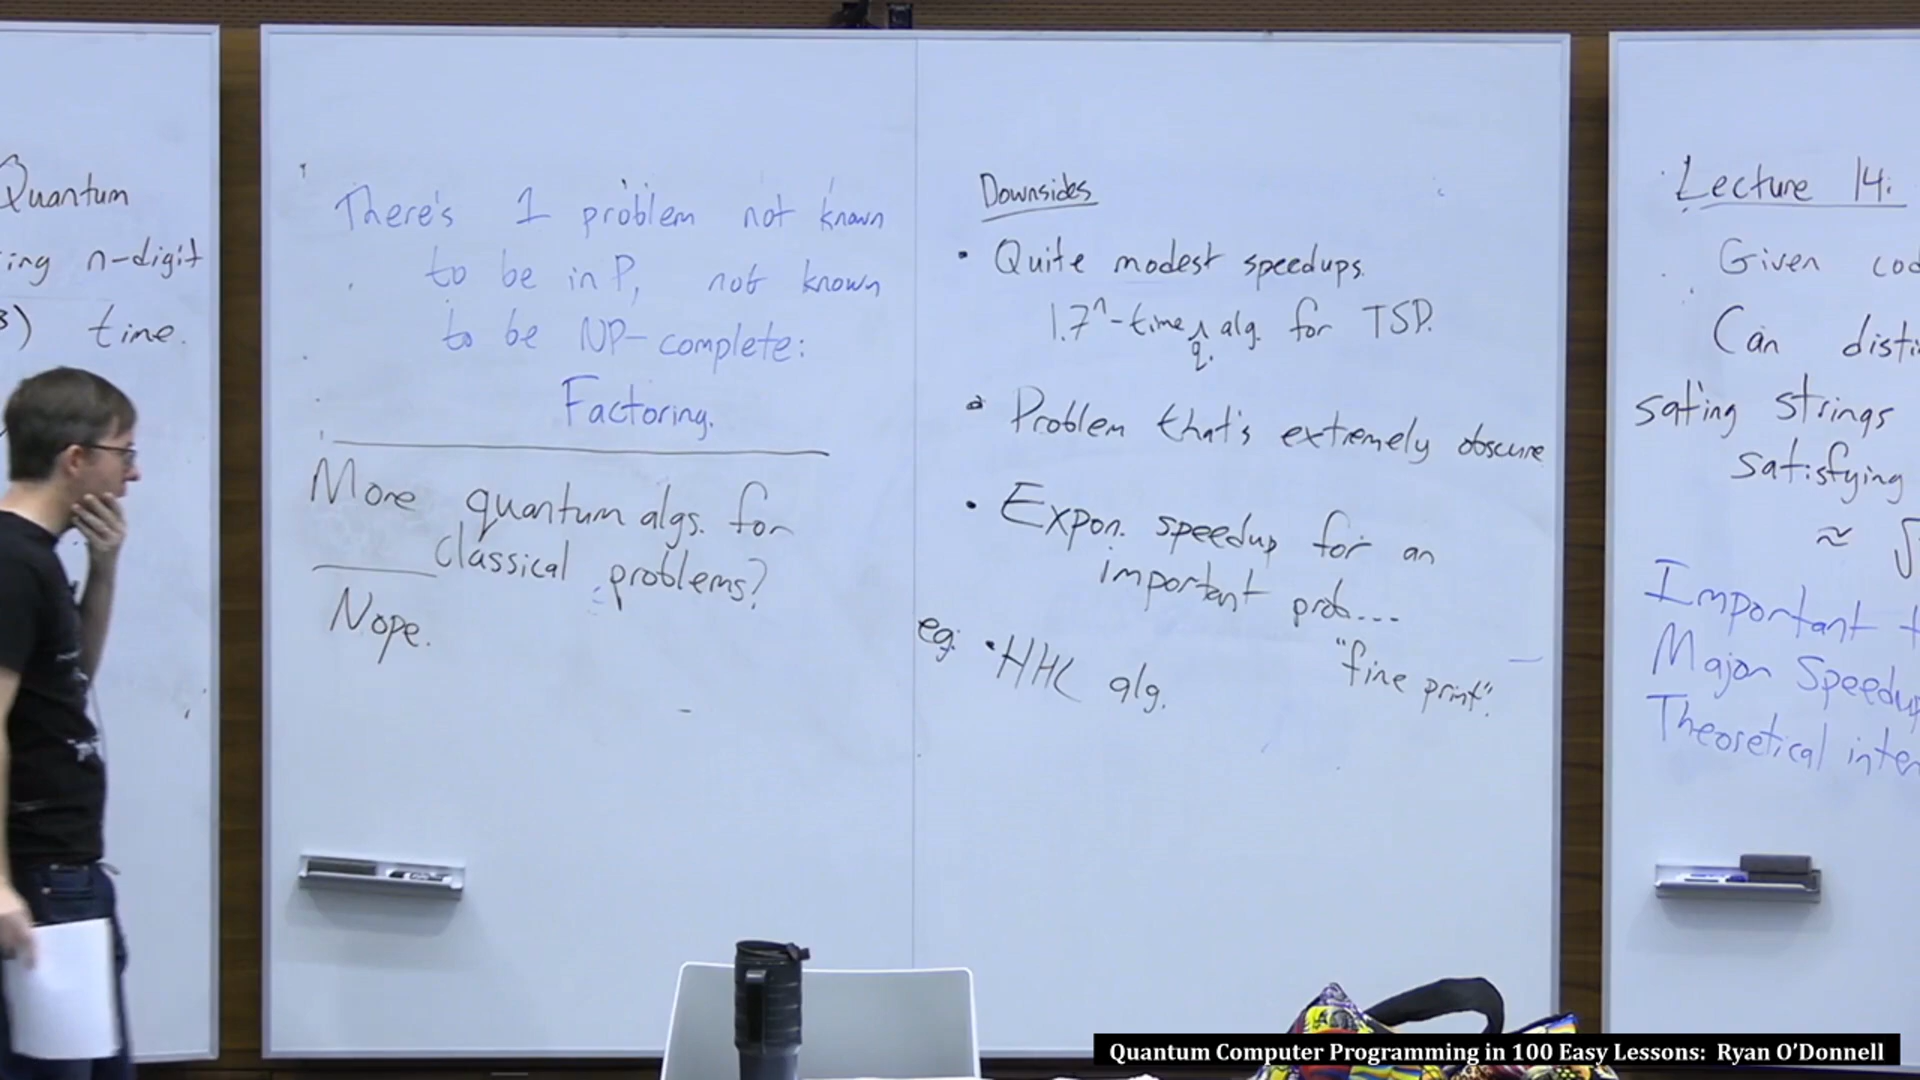 Quantum
ing n-digit
3) time.
There's 1 problem not known
to be in P, not known
to be NP-complete:
Factoring.
More quantum algs. for
classical problems?
Nope.
Downsides
• Quite modest speedups.
1.7^n-time q. alg. for TSP.
• Problem that's extremely obscure
• Expon. speedup for an
important prob...
"fine print".
eg: • HHL alg.
Lecture 14:
Given cod
Can disti
sating strings
satisfying
≈ √
Important t
Major Speedup
Theoretical inter
Quantum Computer Programming in 100 Easy Lessons: Ryan O'Donnell